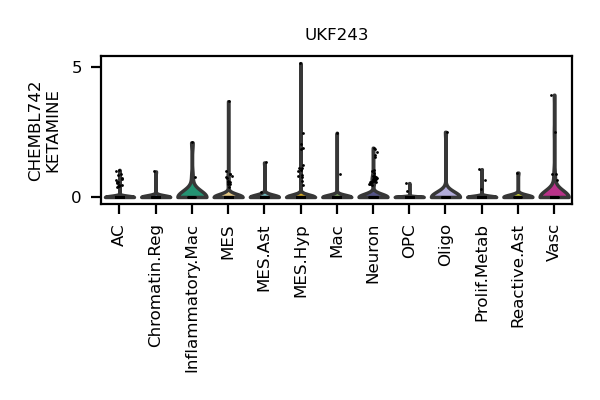 UKF243
CHEMBL742
KETAMINE
5
0
AC
Chromatin.Reg
Inflammatory.Mac
MES
MES.Ast
MES.Hyp
Mac
Neuron
OPC
Oligo
Prolif.Metab
Reactive.Ast
Vasc